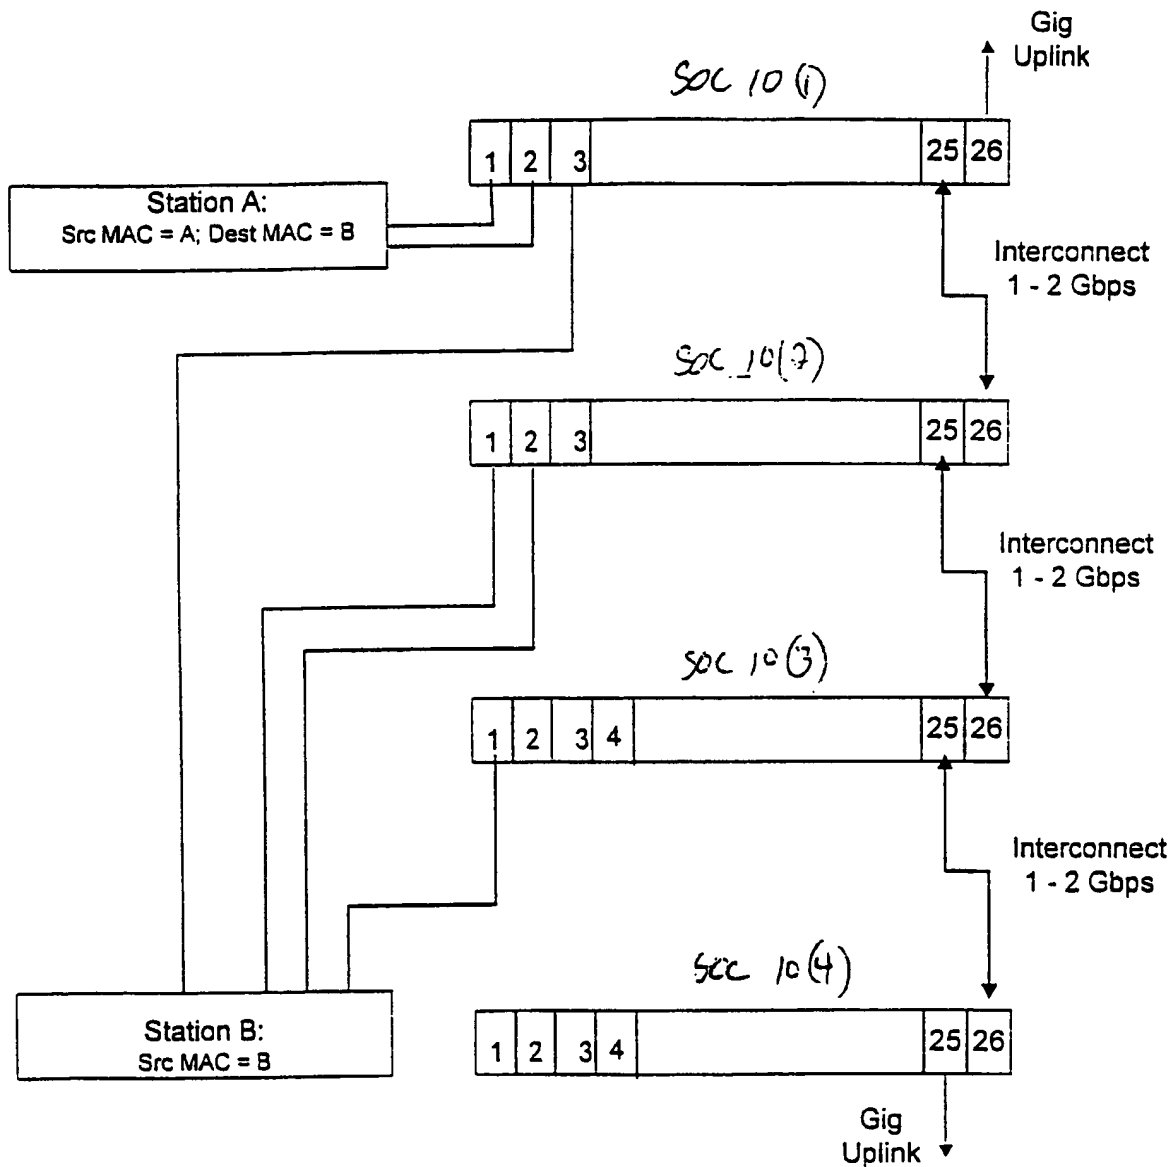 Gig
Uplink
SOC 10(1)
1 2 3 25 26
Station A:
Src MAC = A; Dest MAC = B
Interconnect
1 - 2 Gbps
SOC 10(2)
1 2 3 25 26
Interconnect
1 - 2 Gbps
SOC 10(3)
1 2 3 4 25 26
Interconnect
1 - 2 Gbps
SOC 10(4)
Station B:
Src MAC = B
1 2 3 4 25 26
Gig
Uplink